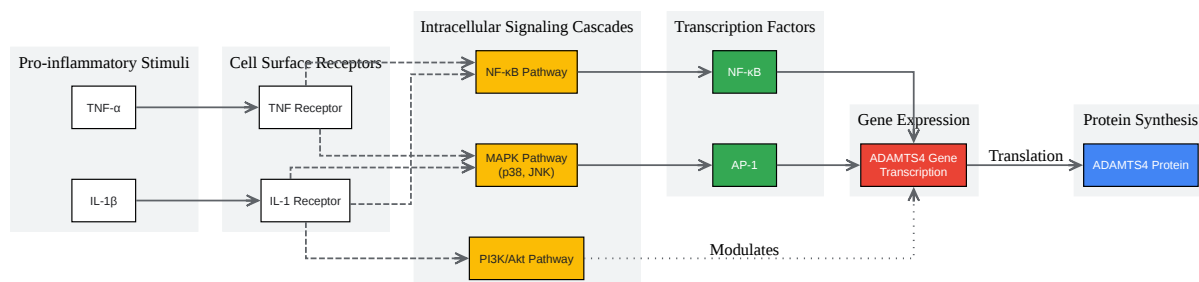 Pro-inflammatory Stimuli
TNF-α
IL-1β
Cell Surface Receptors
TNF Receptor
IL-1 Receptor
Intracellular Signaling Cascades
NF-κB Pathway
MAPK Pathway
(p38, JNK)
PI3K/Akt Pathway
Transcription Factors
NF-κB
AP-1
Modulates
Gene Expression
ADAMTS4 Gene
Transcription
Translation
Protein Synthesis
ADAMTS4 Protein